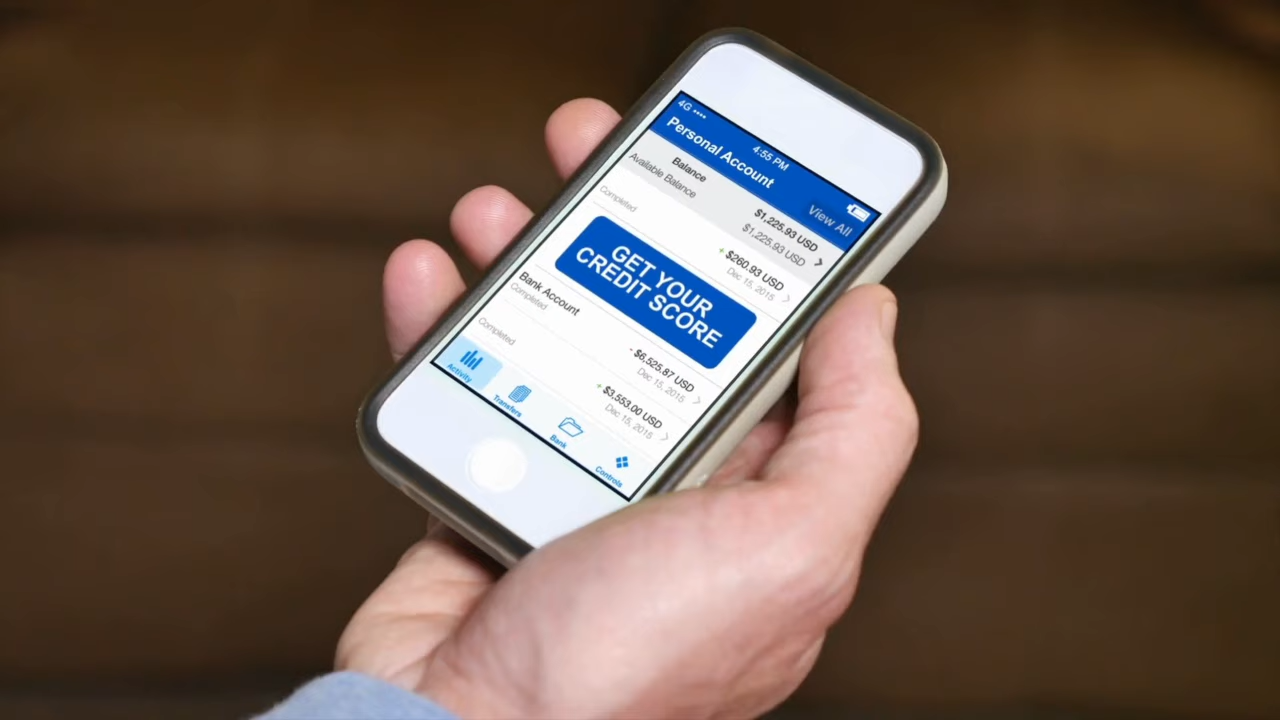 4G
4:55 PM
Personal Account
View All
Balance
$1,225.93 USD
Available Balance
$1,225.93 USD
Completed
+ $260.93 USD
Dec 15, 2015
GET YOUR
CREDIT SCORE
Bank Account
- $6,525.87 USD
Completed
Dec 15, 2015
+ $3,553.00 USD
Completed
Dec 15, 2015
Activity
Transfers
Bank
Controls